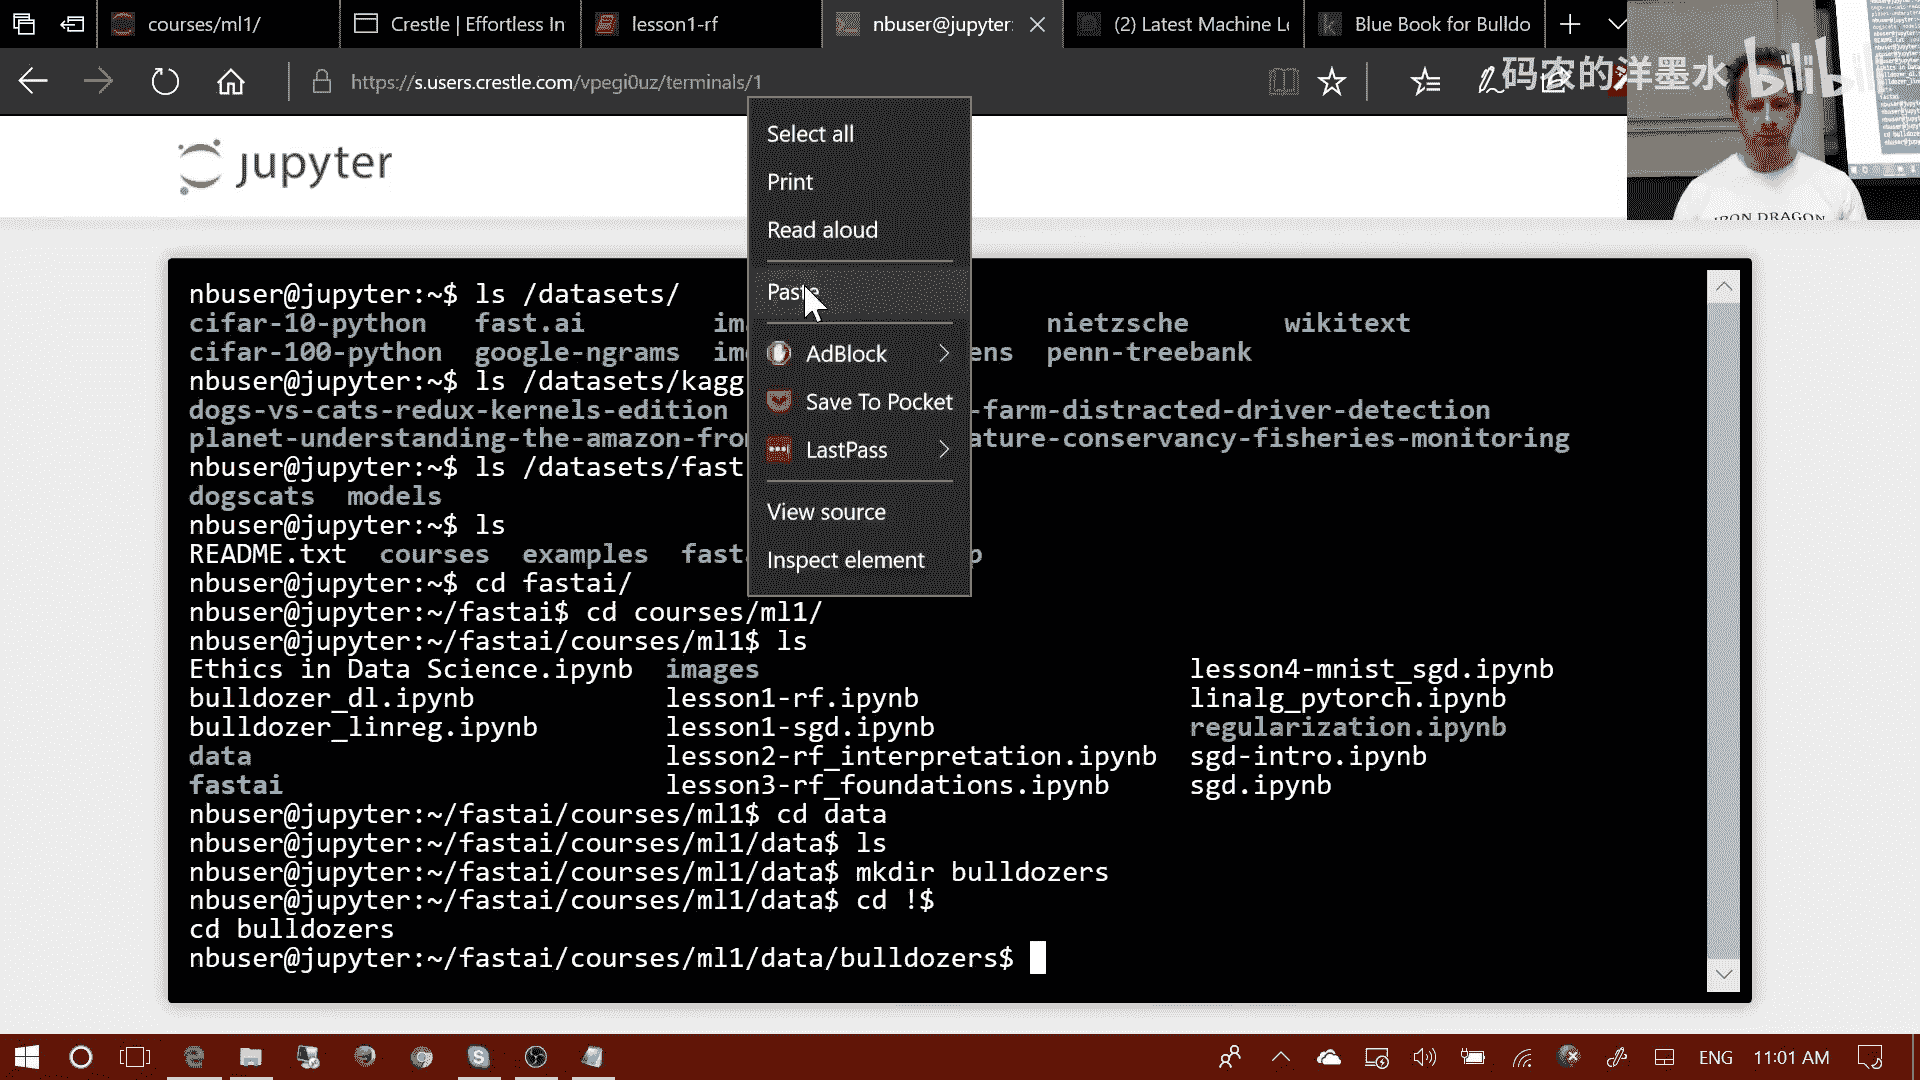 courses/ml1/
Crestle | Effortless In
lesson1-rf
nbuser@jupyter:
(2) Latest Machine Le
Blue Book for Bulldo
https://s.users.crestle.com/vpegi0uz/terminals/1
码农的洋墨水
bilibili
jupyter
IRON DRAGON
Select all
Print
Read aloud
Paste
AdBlock
Save To Pocket
LastPass
View source
Inspect element
nbuser@jupyter:~$ ls /datasets/
cifar-10-python fast.ai im nietzsche wikitext
cifar-100-python google-ngrams im ens penn-treebank
nbuser@jupyter:~$ ls /datasets/kagg
dogs-vs-cats-redux-kernels-edition -farm-distracted-driver-detection
planet-understanding-the-amazon-fro ature-conservancy-fisheries-monitoring
nbuser@jupyter:~$ ls /datasets/fast
dogscats models
nbuser@jupyter:~$ ls
README.txt courses examples fast p
nbuser@jupyter:~$ cd fastai/
nbuser@jupyter:~/fastai$ cd courses/ml1/
nbuser@jupyter:~/fastai/courses/ml1$ ls
Ethics in Data Science.ipynb images lesson4-mnist_sgd.ipynb
bulldozer_dl.ipynb lesson1-rf.ipynb linalg_pytorch.ipynb
bulldozer_linreg.ipynb lesson1-sgd.ipynb regularization.ipynb
data lesson2-rf_interpretation.ipynb sgd-intro.ipynb
fastai lesson3-rf_foundations.ipynb sgd.ipynb
nbuser@jupyter:~/fastai/courses/ml1$ cd data
nbuser@jupyter:~/fastai/courses/ml1/data$ ls
nbuser@jupyter:~/fastai/courses/ml1/data$ mkdir bulldozers
nbuser@jupyter:~/fastai/courses/ml1/data$ cd !$
cd bulldozers
nbuser@jupyter:~/fastai/courses/ml1/data/bulldozers$
ENG 11:01 AM